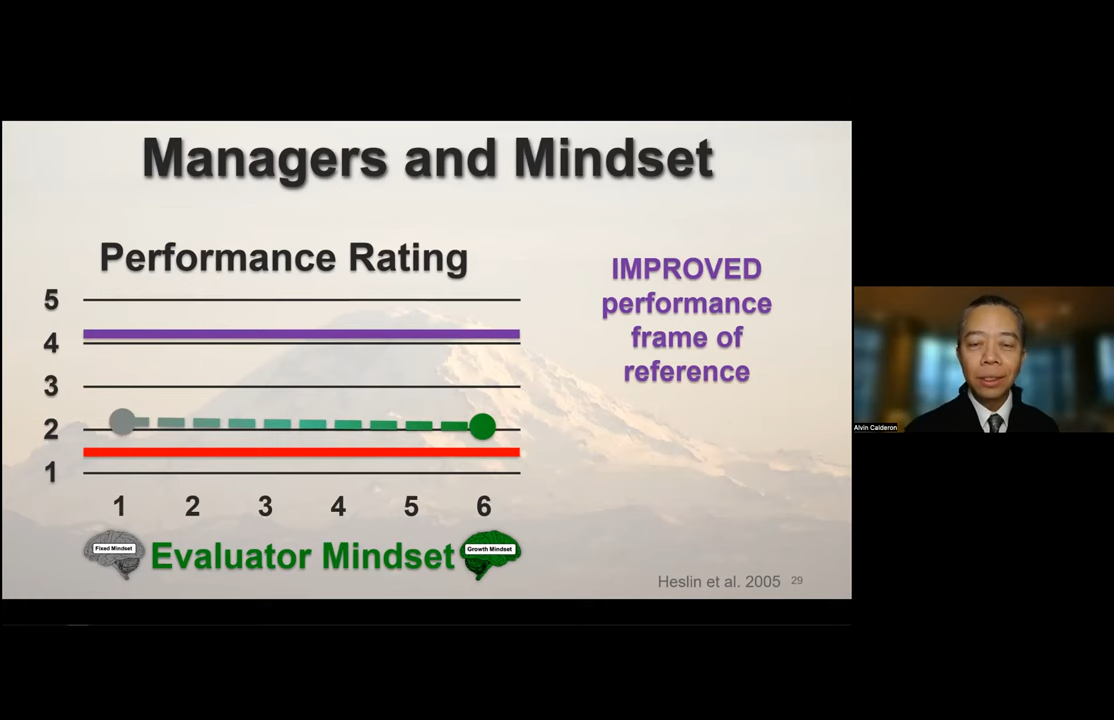 Managers and Mindset
Performance Rating
5
4
3
2
1
1 2 3 4 5 6
Fixed Mindset
Evaluator Mindset
Growth Mindset
IMPROVED
performance
frame of
reference
Heslin et al. 2005
29
Alvin Calderon